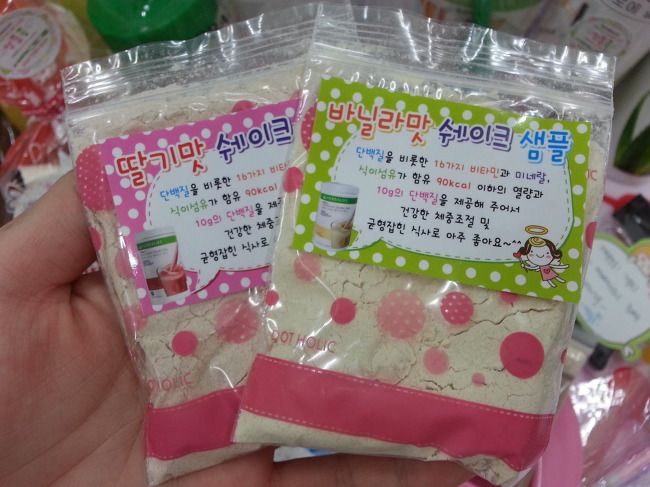 딸기맛 쉐이크
단백질을 비롯한 16가지 비타
식이섬유가 함유 90kcal
10g의 단백질을 제
건강한 체중조
균형잡힌 식사로
DOT HOLIC
바닐라맛 쉐이크 샘플
단백질을 비롯한 16가지 비타민과 미네랄,
식이섬유가 함유 90kcal 이하의 열량과
10g의 단백질을 제공해 주어서
건강한 체중조절 및
균형잡힌 식사로 아주 좋아요~^^
DOT HOLIC